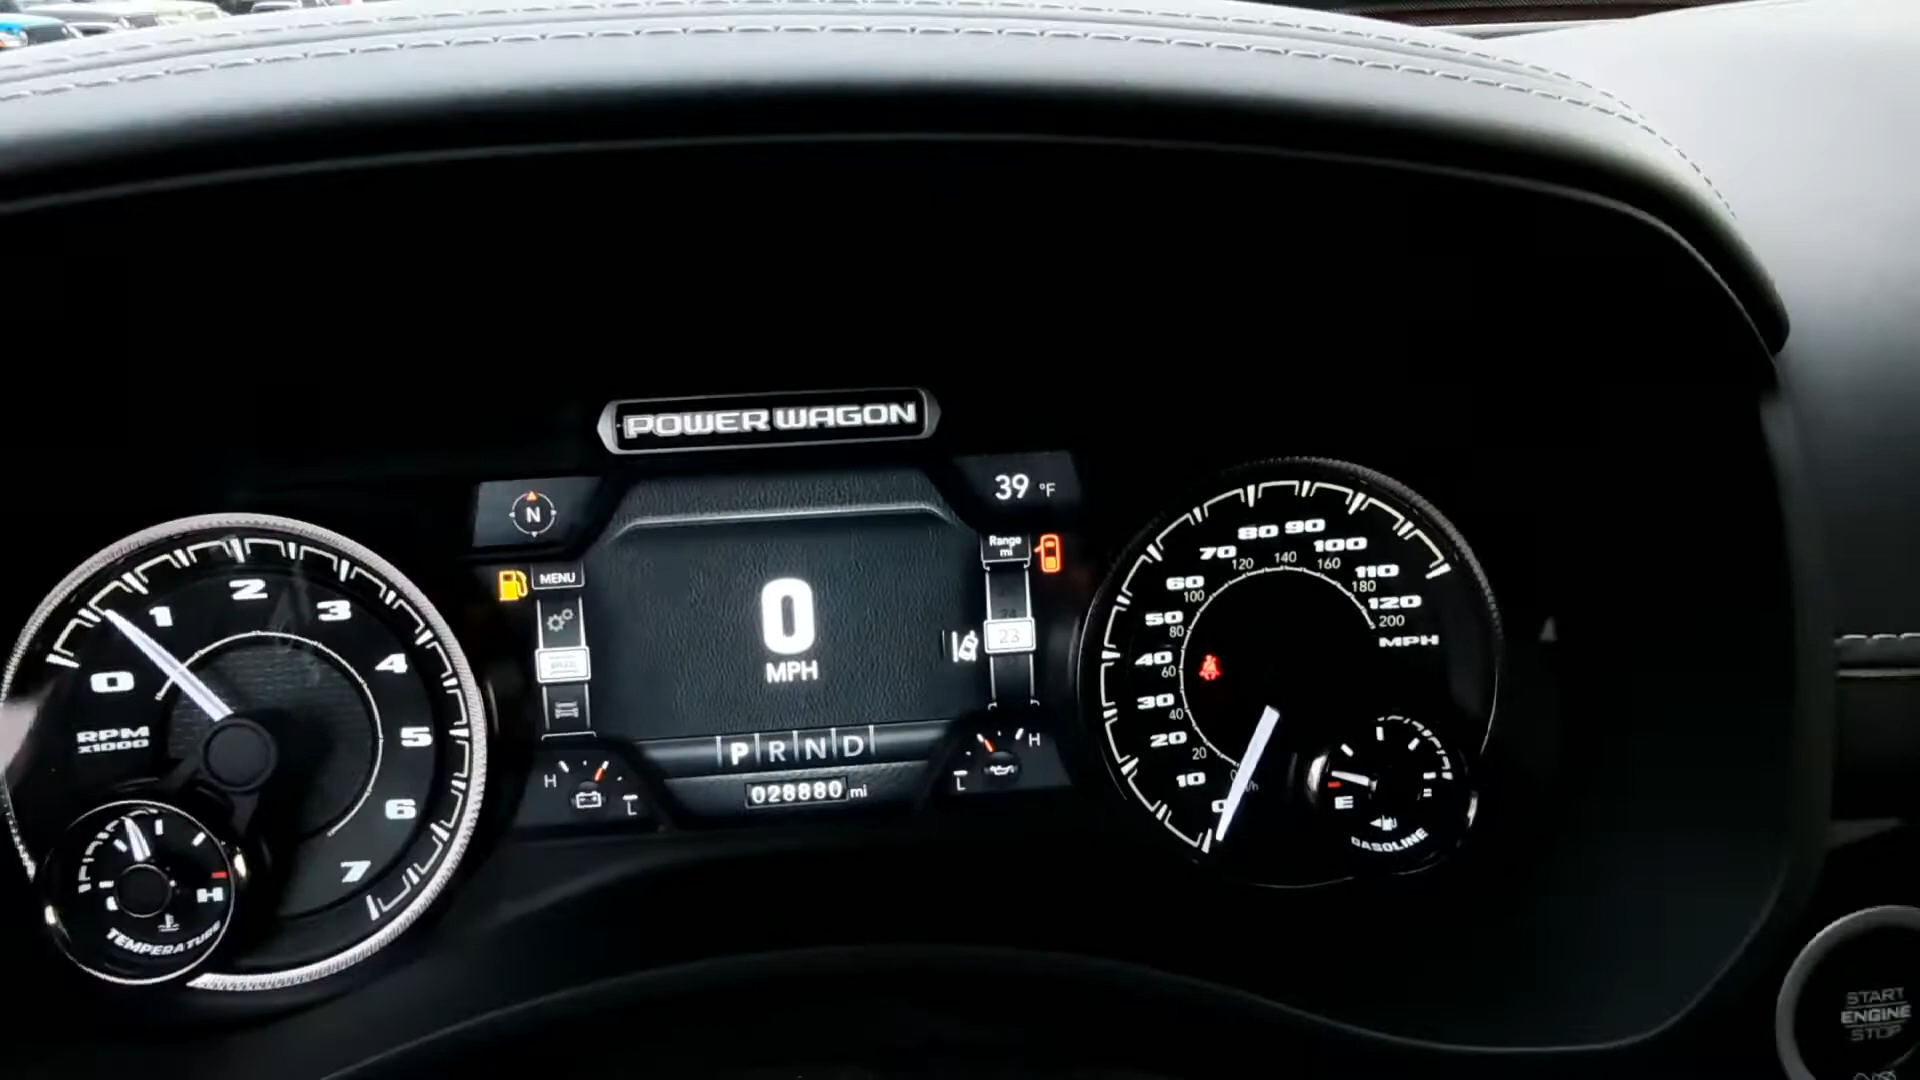 POWER WAGON
39 °F
N
MENU
Range
mi
23
0
MPH
P R N D
028880 mi
H L
L H
0 1 2 3 4 5 6 7
RPM
x1000
H
TEMPERATURE
0 10 20 30 40 50 60 70 80 90 100 110 120
MPH
20 40 60 80 100 120 140 160 180 200
E
GASOLINE
START
ENGINE
STOP